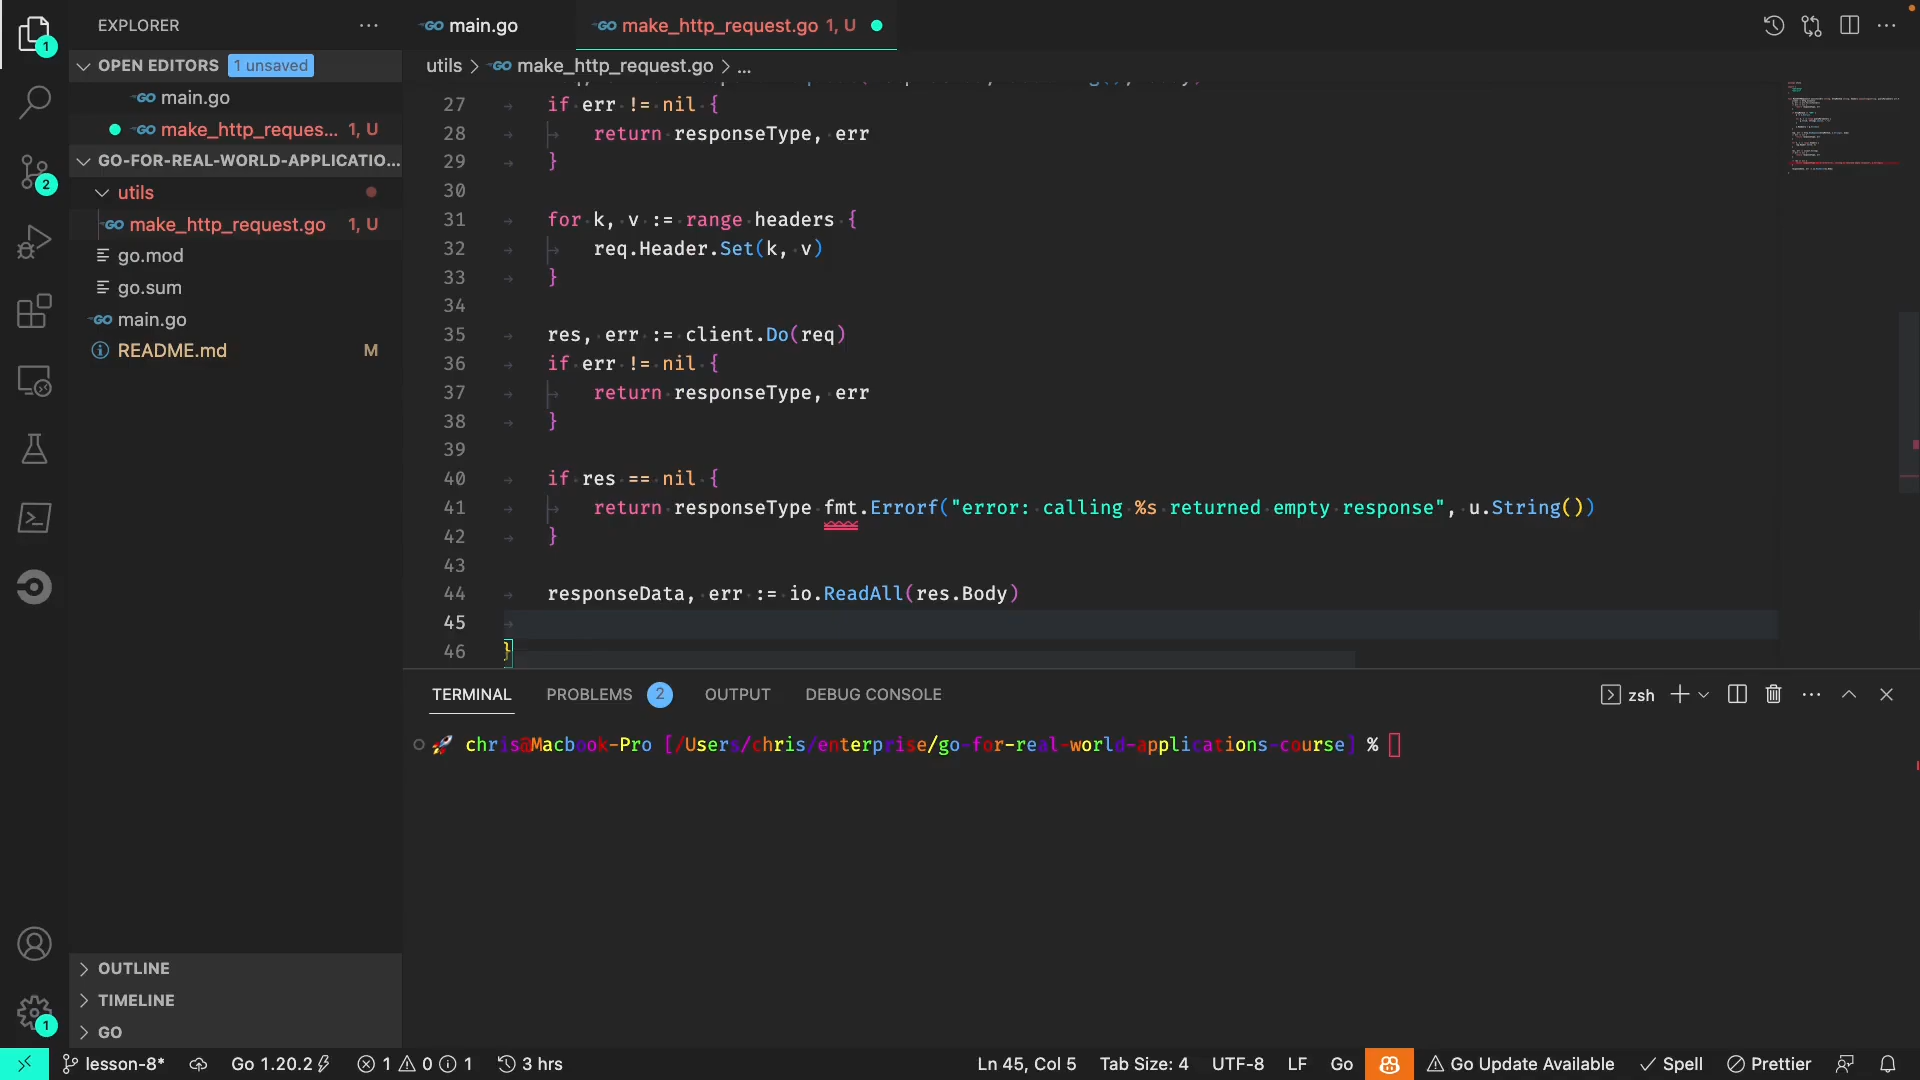 EXPLORER
main.go
make_http_request.go 1, U
OPEN EDITORS 1 unsaved
main.go
make_http_reques... 1, U
GO-FOR-REAL-WORLD-APPLICATIO...
utils
make_http_request.go 1, U
go.mod
go.sum
main.go
README.md M
OUTLINE
TIMELINE
GO
utils > make_http_request.go > ...
27 if err != nil {
28 return responseType, err
29 }
30
31 for k, v := range headers {
32 req.Header.Set(k, v)
33 }
34
35 res, err := client.Do(req)
36 if err != nil {
37 return responseType, err
38 }
39
40 if res == nil {
41 return responseType fmt.Errorf("error: calling %s returned empty response", u.String())
42 }
43
44 responseData, err := io.ReadAll(res.Body)
45
46 }
TERMINAL PROBLEMS 2 OUTPUT DEBUG CONSOLE
zsh
chris@Macbook-Pro [/Users/chris/enterprise/go-for-real-world-applications-course] %
lesson-8* Go 1.20.2 1 0 1 3 hrs Ln 45, Col 5 Tab Size: 4 UTF-8 LF Go Go Update Available Spell Prettier